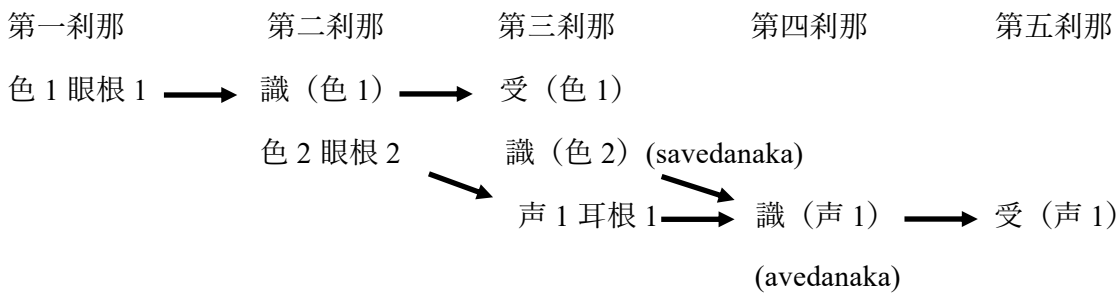 第一刹那 第二刹那 第三刹那 第四刹那 第五刹那
色 1 眼根 1 識（色 1） 受（色 1）
色 2 眼根 2 識（色 2）(savedanaka)
声 1 耳根 1 識（声 1） 受（声 1）
(avedanaka)